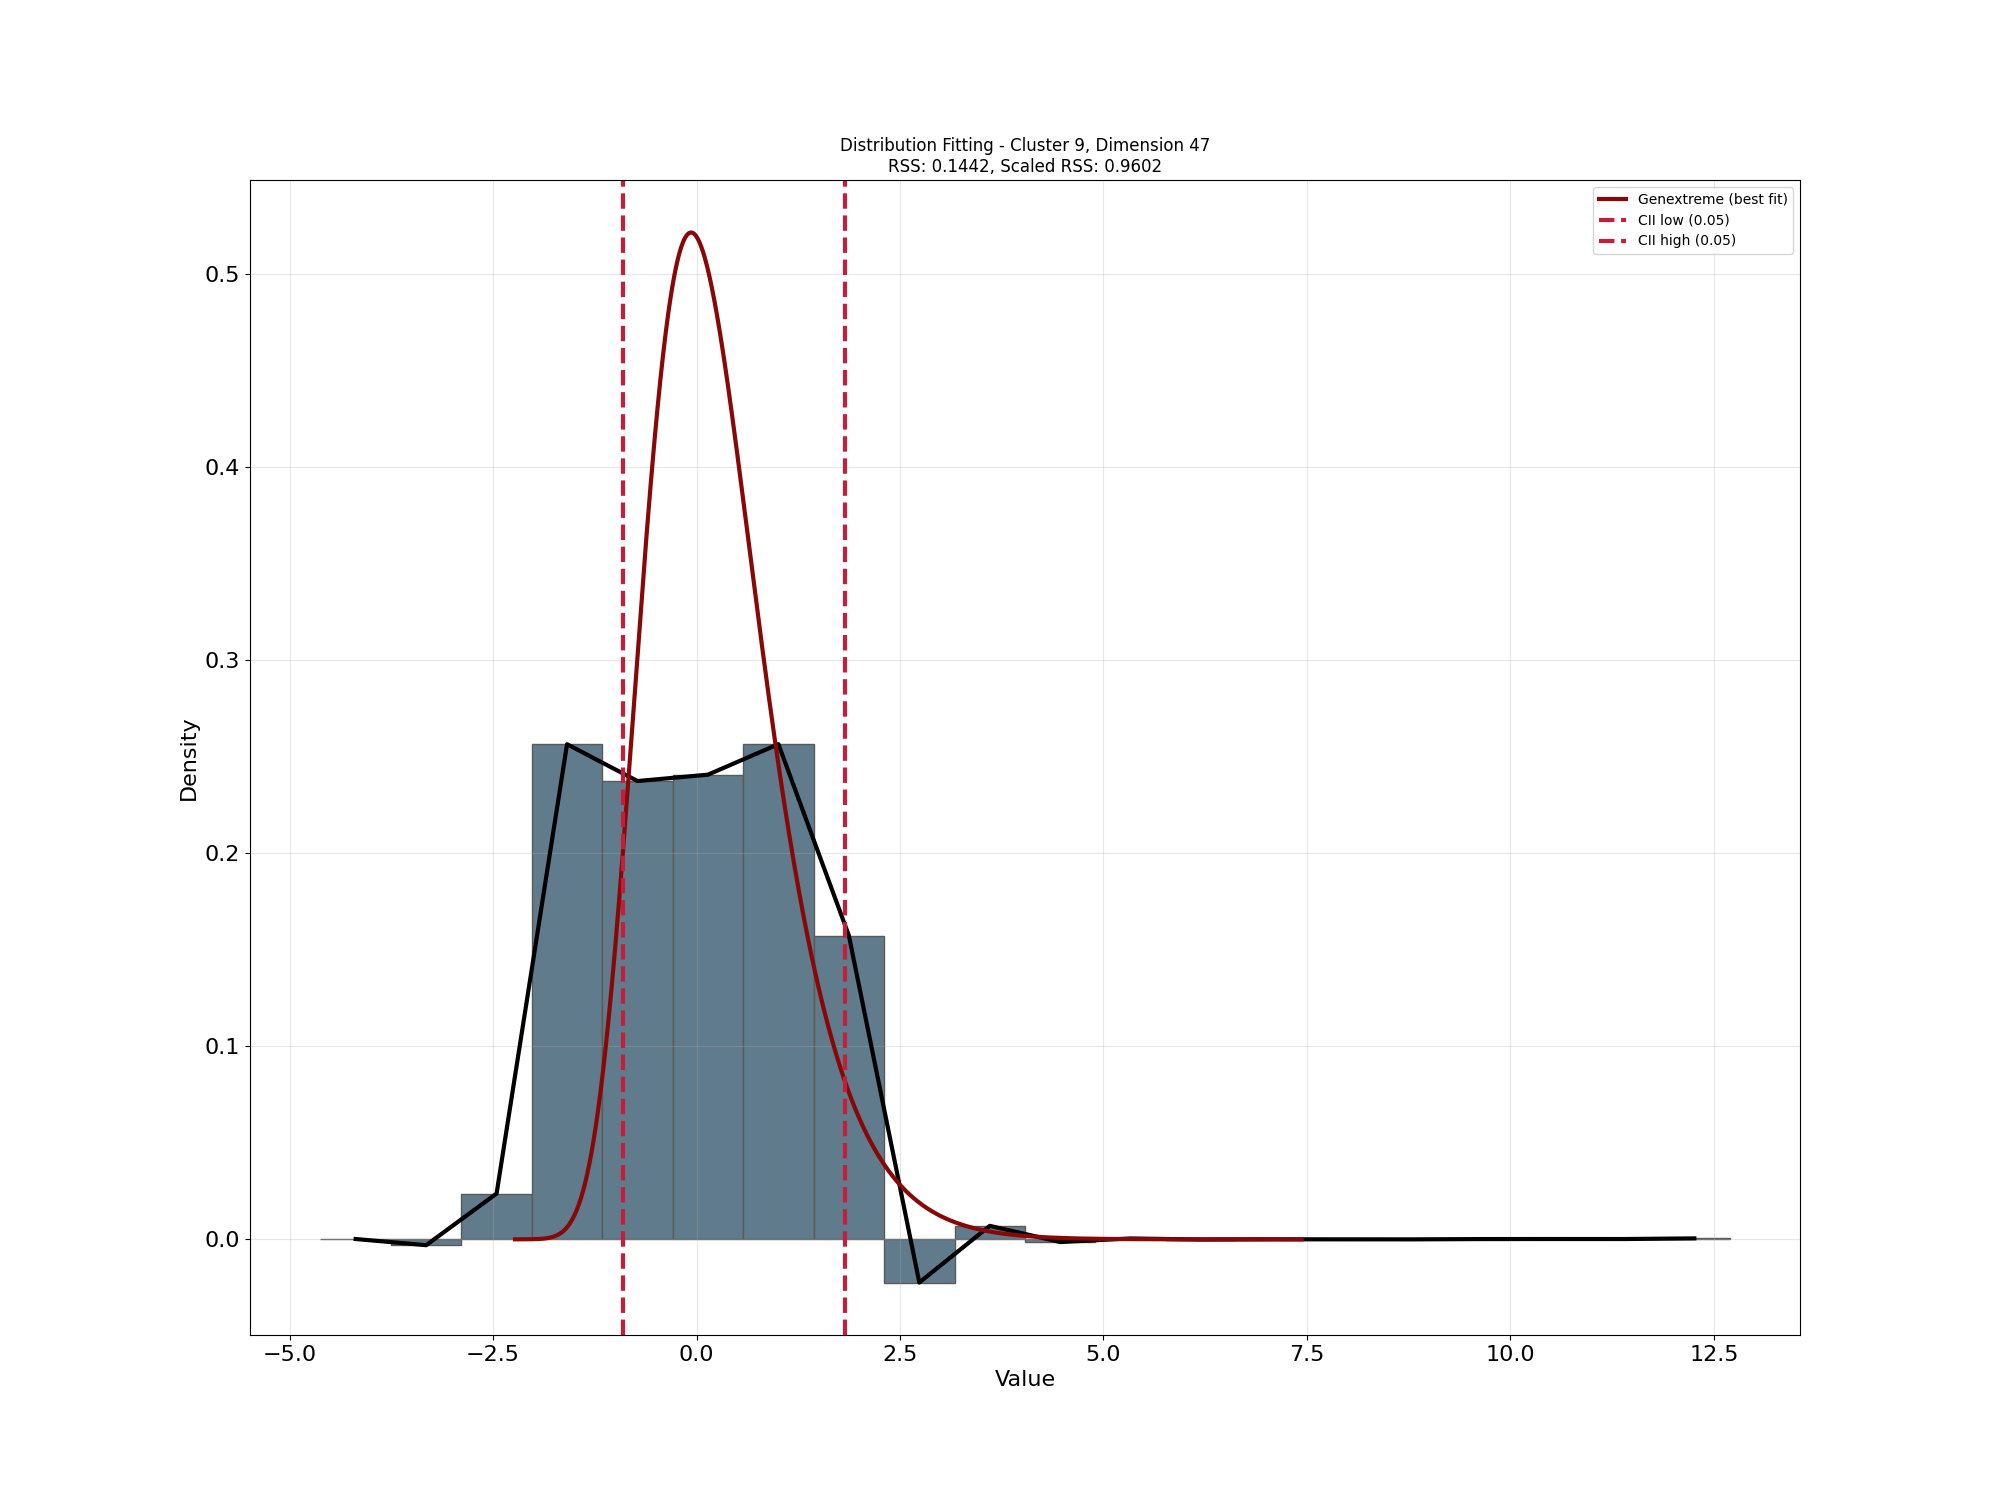 Distribution Fitting - Cluster 9, Dimension 47
RSS: 0.1442, Scaled RSS: 0.9602
Genextreme (best fit)
CII low (0.05)
CII high (0.05)
0.5
0.4
0.3
0.2
0.1
0.0
Density
−5.0 −2.5 0.0 2.5 5.0 7.5 10.0 12.5
Value